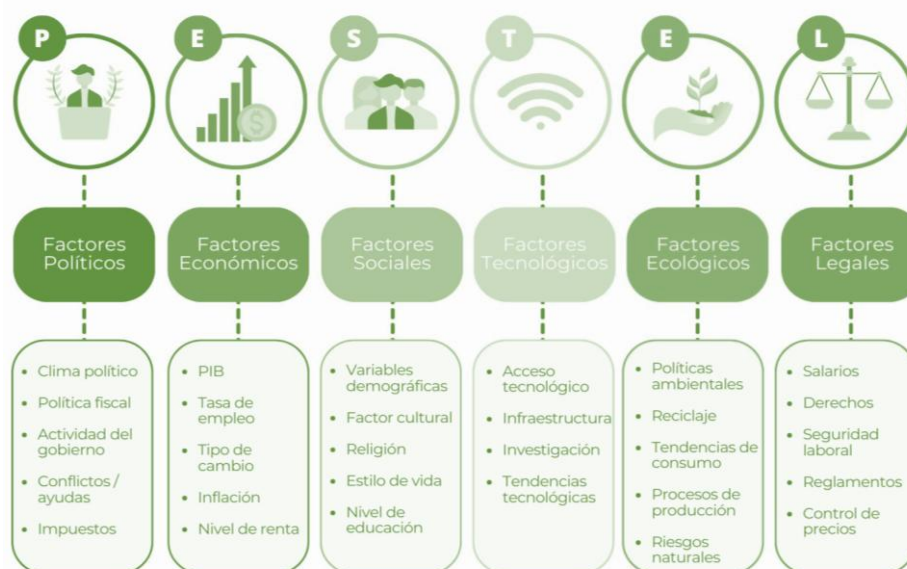 P
E
S
T
E
L
$
Factores
Políticos
Factores
Económicos
Factores
Sociales
Factores
Tecnológicos
Factores
Ecológicos
Factores
Legales
• Clima político
• Política fiscal
• Actividad del
gobierno
• Conflictos /
ayudas
• Impuestos
• PIB
• Tasa de
empleo
• Tipo de
cambio
• Inflación
• Nivel de renta
• Variables
demográficas
• Factor cultural
• Religión
• Estilo de vida
• Nivel de
educación
• Acceso
tecnológico
• Infraestructura
• Investigación
• Tendencias
tecnológicas
• Políticas
ambientales
• Reciclaje
• Tendencias de
consumo
• Procesos de
producción
• Riesgos
naturales
• Salarios
• Derechos
• Seguridad
laboral
• Reglamentos
• Control de
precios